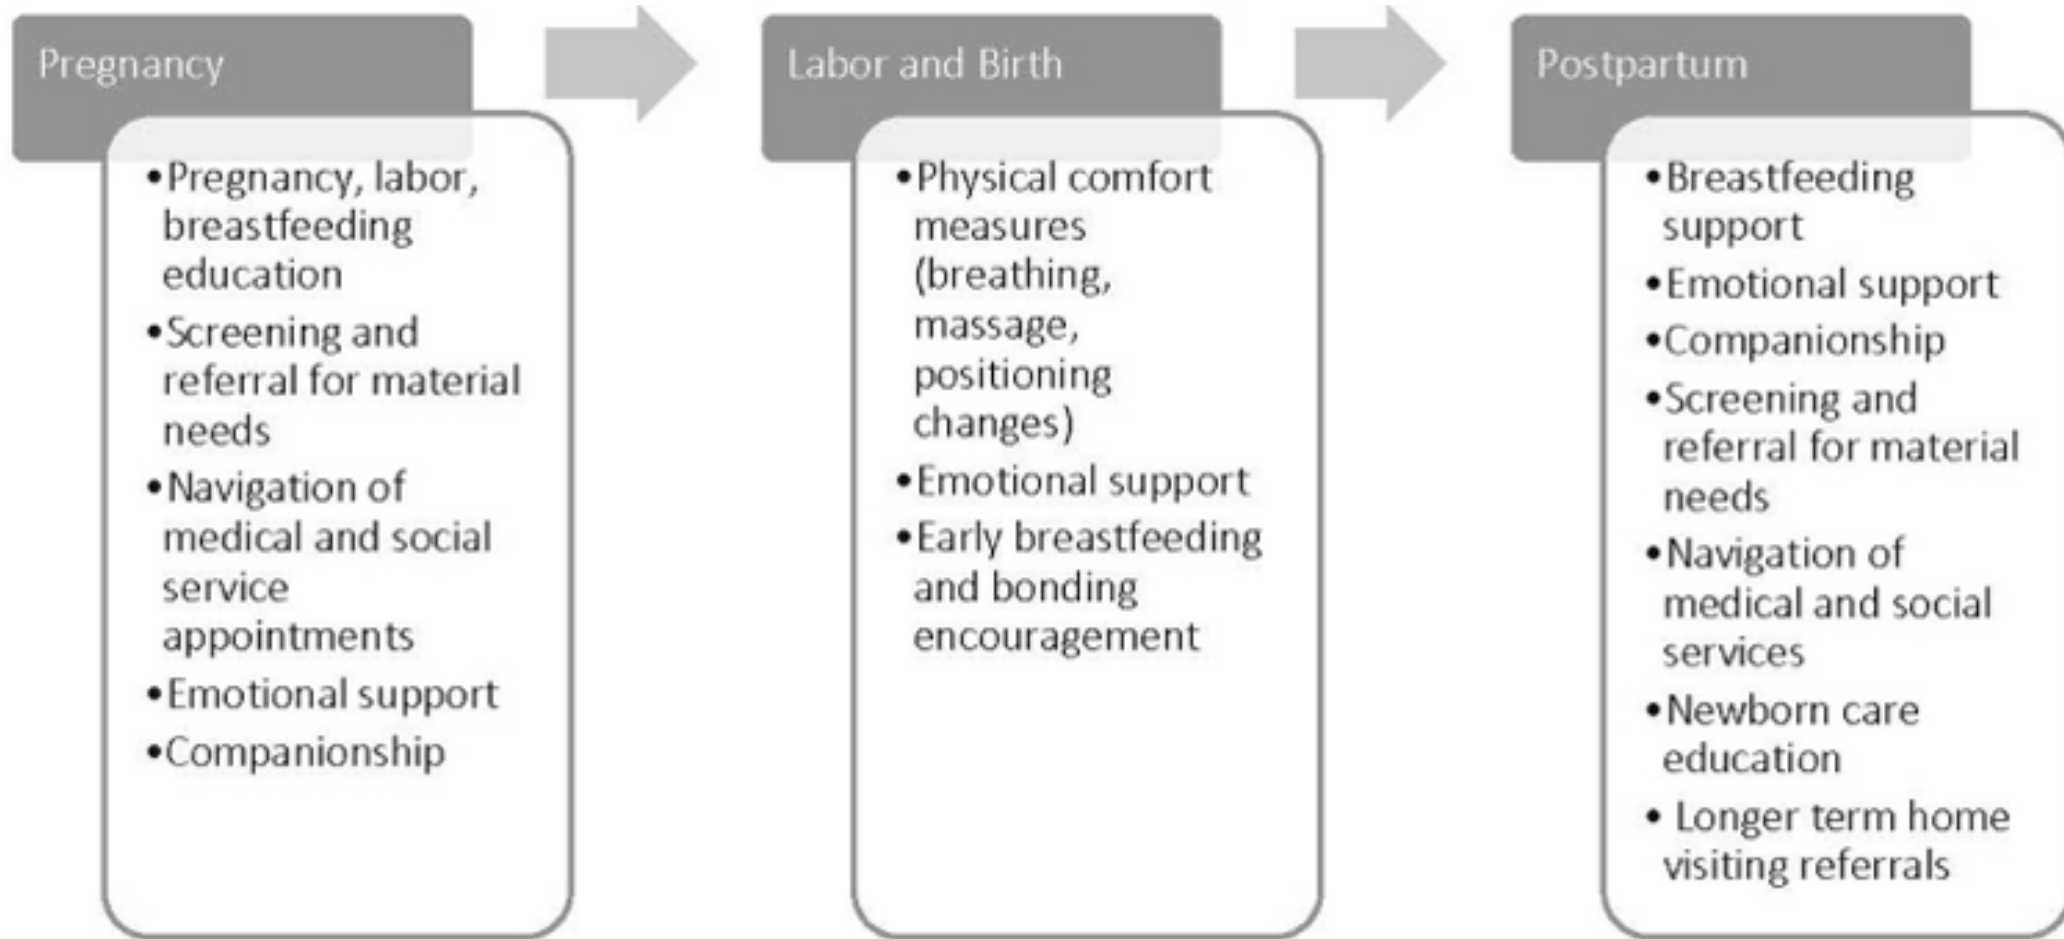 Pregnancy
•Pregnancy, labor,
breastfeeding
education
•Screening and
referral for material
needs
•Navigation of
medical and social
service
appointments
•Emotional support
•Companionship
Labor and Birth
•Physical comfort
measures
(breathing,
massage,
positioning
changes)
•Emotional support
•Early breastfeeding
and bonding
encouragement
Postpartum
•Breastfeeding
support
•Emotional support
•Companionship
•Screening and
referral for material
needs
•Navigation of
medical and social
services
•Newborn care
education
• Longer term home
visiting referrals